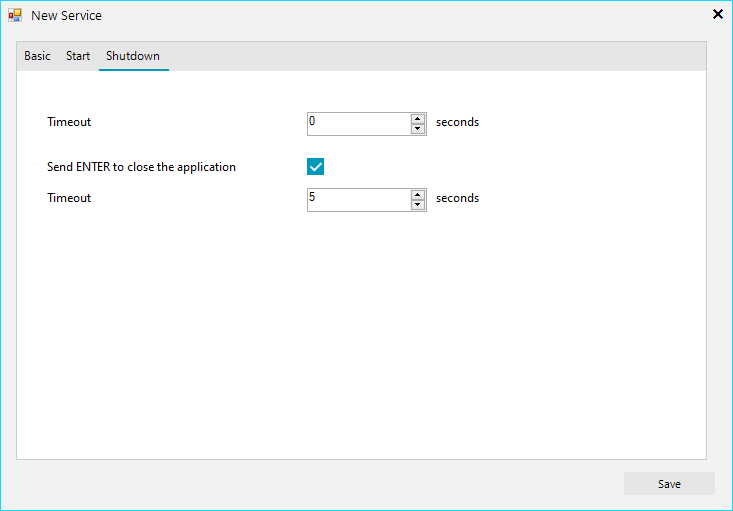 New Service
Basic Start Shutdown
Timeout 0 seconds
Send ENTER to close the application
Timeout 5 seconds
Save